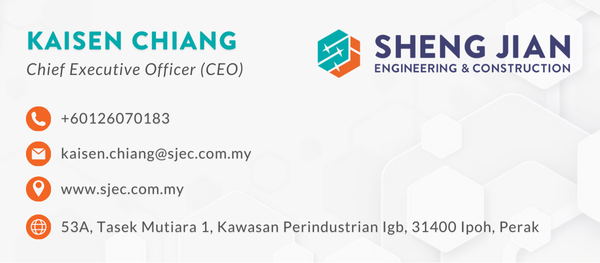 KAISEN CHIANG
Chief Executive Officer (CEO)
SHENG JIAN
ENGINEERING & CONSTRUCTION
+60126070183
kaisen.chiang@sjec.com.my
www.sjec.com.my
53A, Tasek Mutiara 1, Kawasan Perindustrian Igb, 31400 Ipoh, Perak